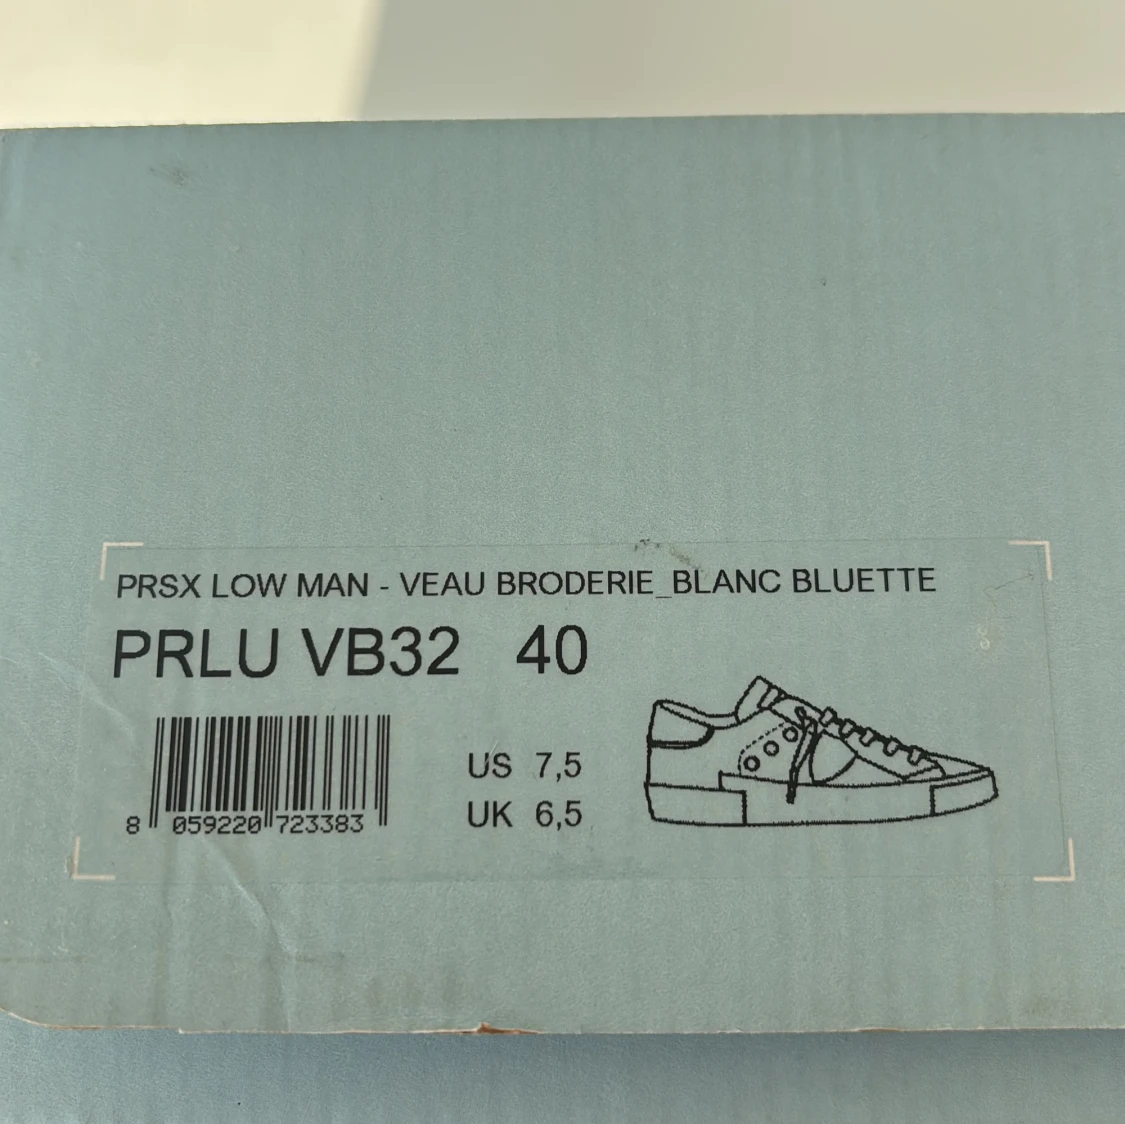 PRSX LOW MAN - VEAU BRODERIE_BLANC BLUETTE
PRLU VB32 40
US 7,5
UK 6,5
8 059220 723383